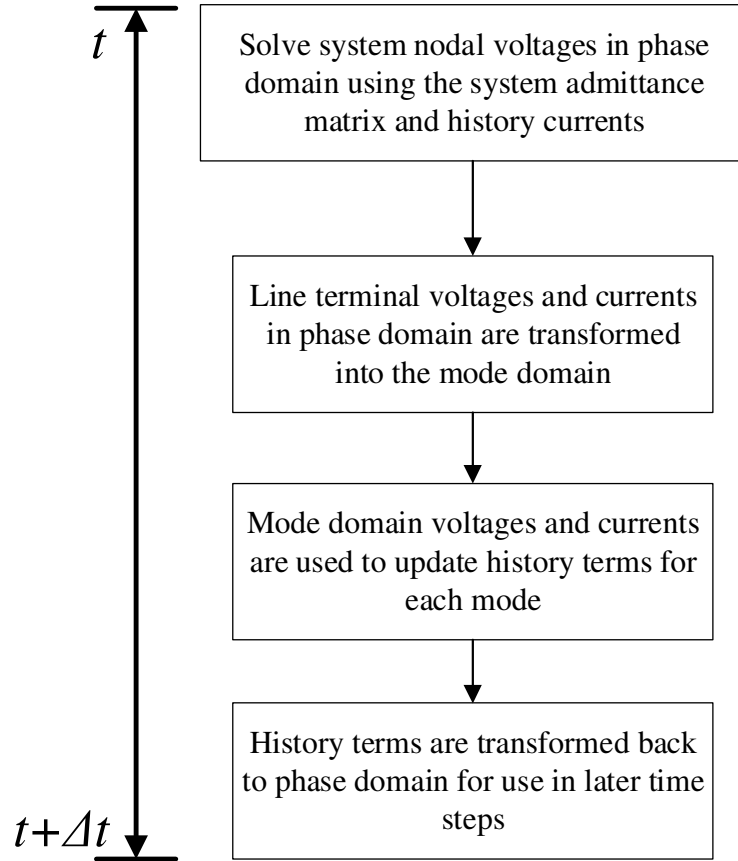 t
Solve system nodal voltages in phase
domain using the system admittance
matrix and history currents
Line terminal voltages and currents
in phase domain are transformed
into the mode domain
Mode domain voltages and currents
are used to update history terms for
each mode
History terms are transformed back
to phase domain for use in later time
steps
t+Δt